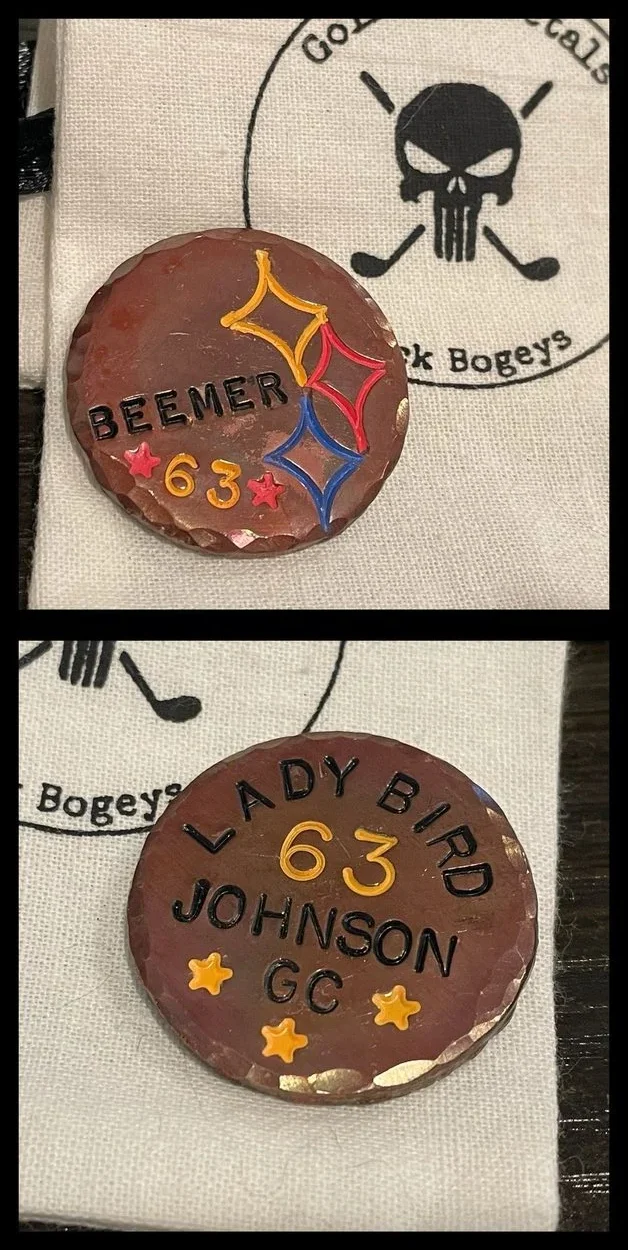 BEEMER
63
Bogeys
LADY BIRD
63
JOHNSON
GC
Bogeys